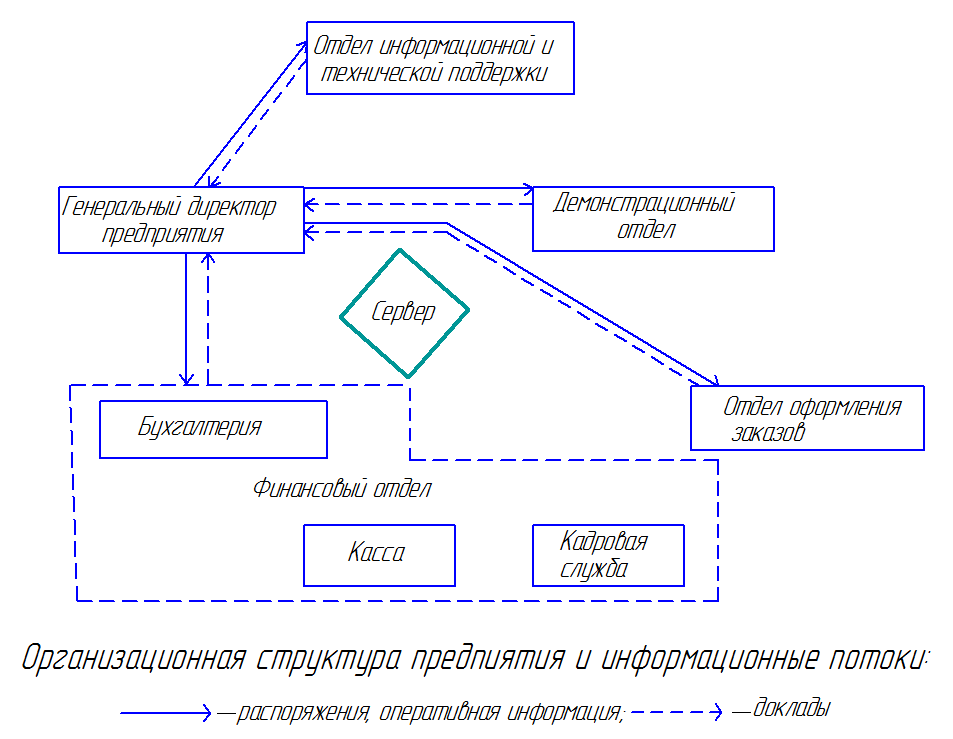 Отдел информационной и
технической поддержки
Генеральный директор
предприятия
Демонстрационный
отдел
Сервер
Отдел оформления
заказов
Бухгалтерия
Финансовый отдел
Касса
Кадровая
служба
Организационная структура предпиятия и информационные потоки:
—распоряжения, оперативная информация;
—доклады